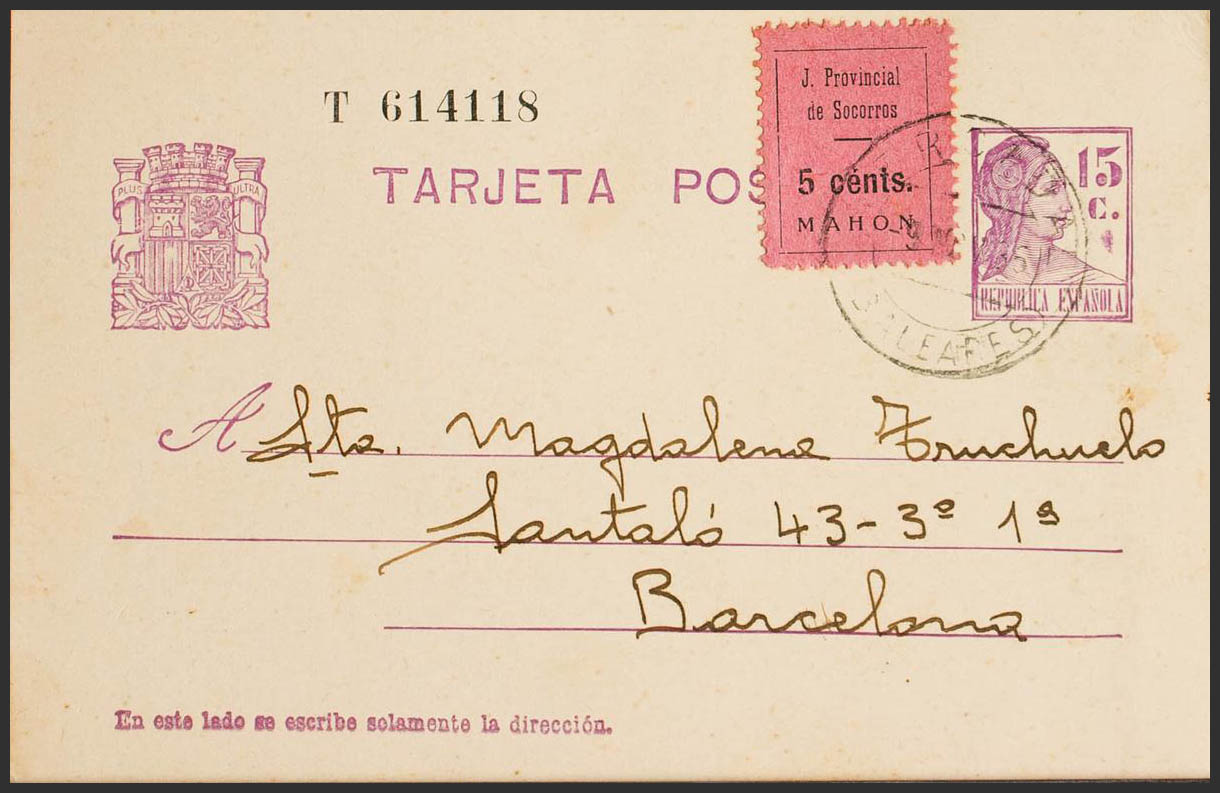 J. Provincial
de Socorros
5 cénts.
MAHON
T 614118
PLUS ULTRA
TARJETA POS
15
c.
REPUBLICA ESPAÑOLA
BALEARES
A Sta. Magdalena Truchuelo
Santaló 43-3º 1ª
Barcelona
En este lado se escribe solamente la dirección.